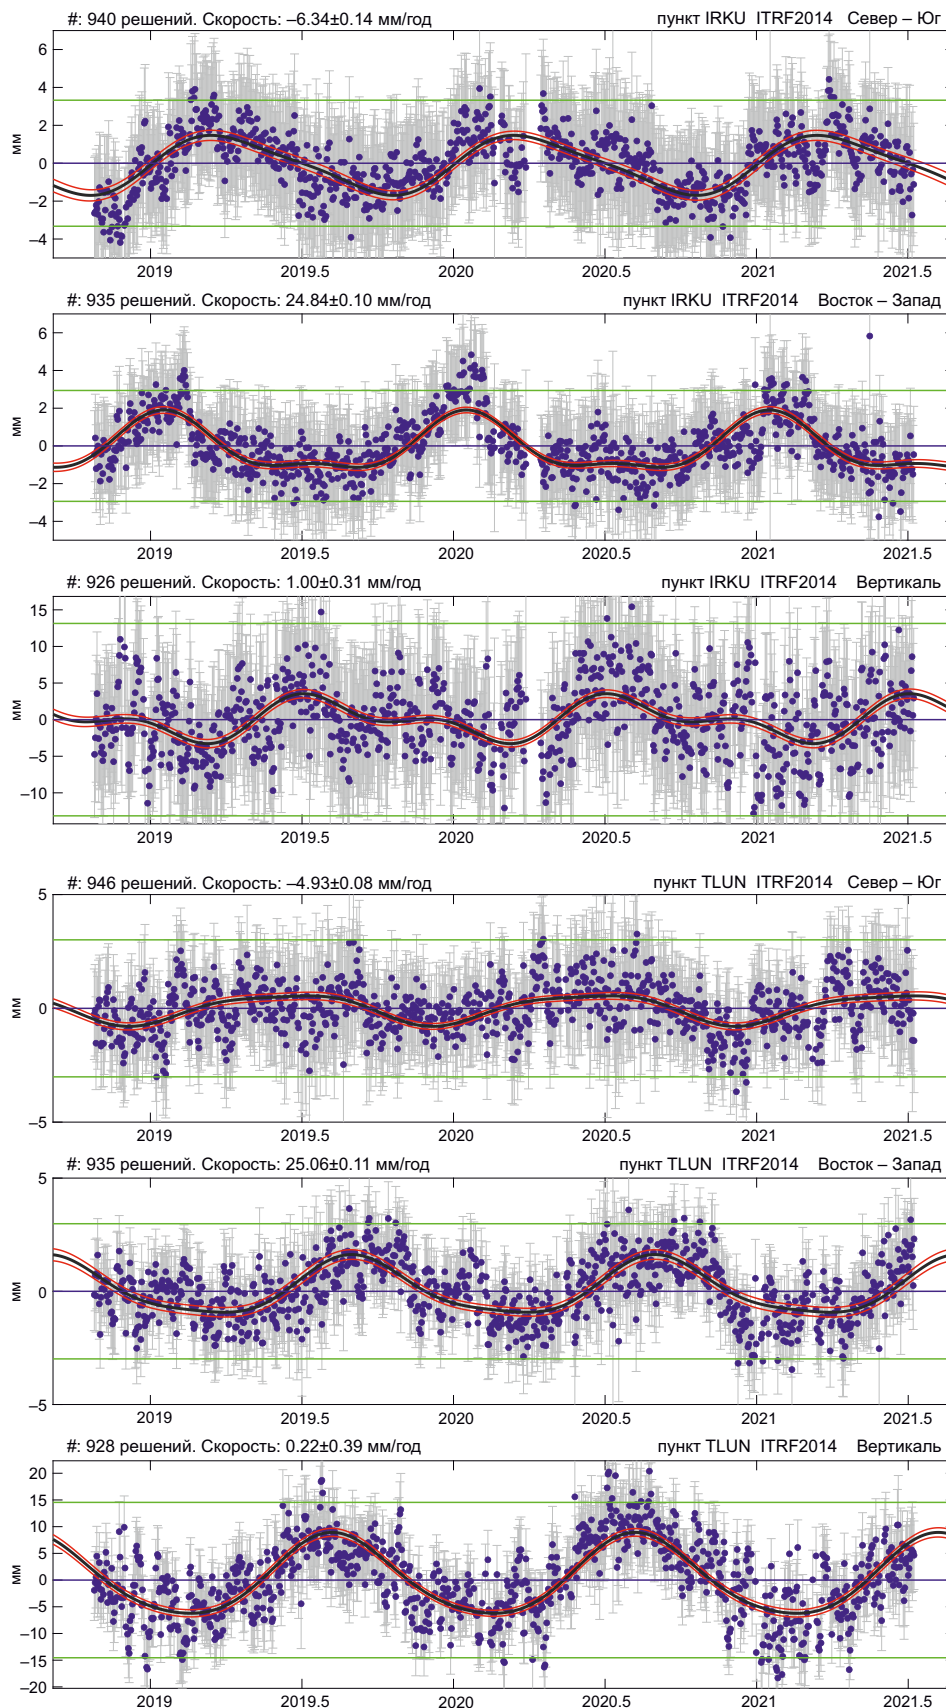 #: 940 решений. Скорость: –6.34±0.14 мм/год пункт IRKU ITRF2014 Север – Юг
6
4
2
0
–2
–4
мм
2019 2019.5 2020 2020.5 2021 2021.5
#: 935 решений. Скорость: 24.84±0.10 мм/год пункт IRKU ITRF2014 Восток – Запад
6
4
2
0
–2
–4
мм
2019 2019.5 2020 2020.5 2021 2021.5
#: 926 решений. Скорость: 1.00±0.31 мм/год пункт IRKU ITRF2014 Вертикаль
15
10
5
0
–5
–10
мм
2019 2019.5 2020 2020.5 2021 2021.5
#: 946 решений. Скорость: –4.93±0.08 мм/год пункт TLUN ITRF2014 Север – Юг
5
0
–5
мм
2019 2019.5 2020 2020.5 2021 2021.5
#: 935 решений. Скорость: 25.06±0.11 мм/год пункт TLUN ITRF2014 Восток – Запад
5
0
–5
мм
2019 2019.5 2020 2020.5 2021 2021.5
#: 928 решений. Скорость: 0.22±0.39 мм/год пункт TLUN ITRF2014 Вертикаль
20
15
10
5
0
–5
–10
–15
–20
мм
2019 2019.5 2020 2020.5 2021 2021.5